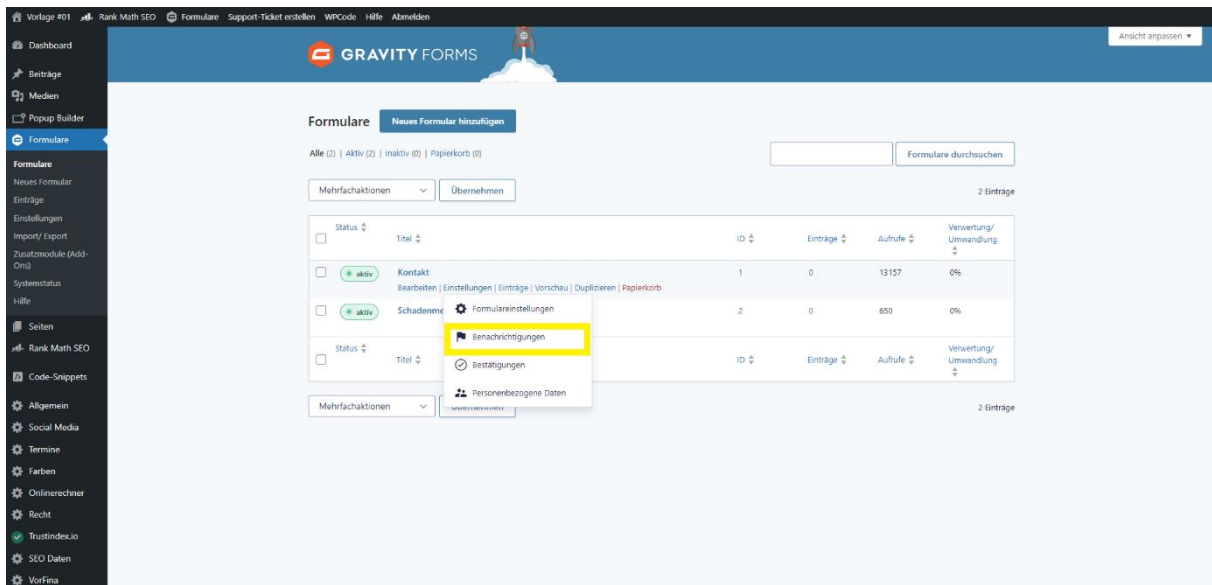 Vorlage #01 Rank Math SEO Formulare Support-Ticket erstellen WPCode Hilfe Abmelden
Dashboard
Beiträge
Medien
Popup Builder
Formulare
Formulare
Neues Formular
Einträge
Einstellungen
Import/ Export
Zusatzmodule (Add-
Ons)
Systemstatus
Hilfe
Seiten
Rank Math SEO
Code-Snippets
Allgemein
Social Media
Termine
Farben
Onlinerechner
Recht
Trustindex.io
SEO Daten
VorFina
GRAVITY FORMS
Ansicht anpassen
Formulare Neues Formular hinzufügen
Alle (2) | Aktiv (2) | Inaktiv (0) | Papierkorb (0)
Formulare durchsuchen
Mehrfachaktionen Übernehmen 2 Einträge
Status Titel ID Einträge Aufrufe Verwertung/
Umwandlung
aktiv Kontakt 1 0 13157 0%
Bearbeiten | Einstellungen | Einträge | Vorschau | Duplizieren | Papierkorb
Formulareinstellungen
Benachrichtigungen
Bestätigungen
Personenbezogene Daten
aktiv Schadenme 2 0 650 0%
Status Titel ID Einträge Aufrufe Verwertung/
Umwandlung
Mehrfachaktionen Übernehmen 2 Einträge